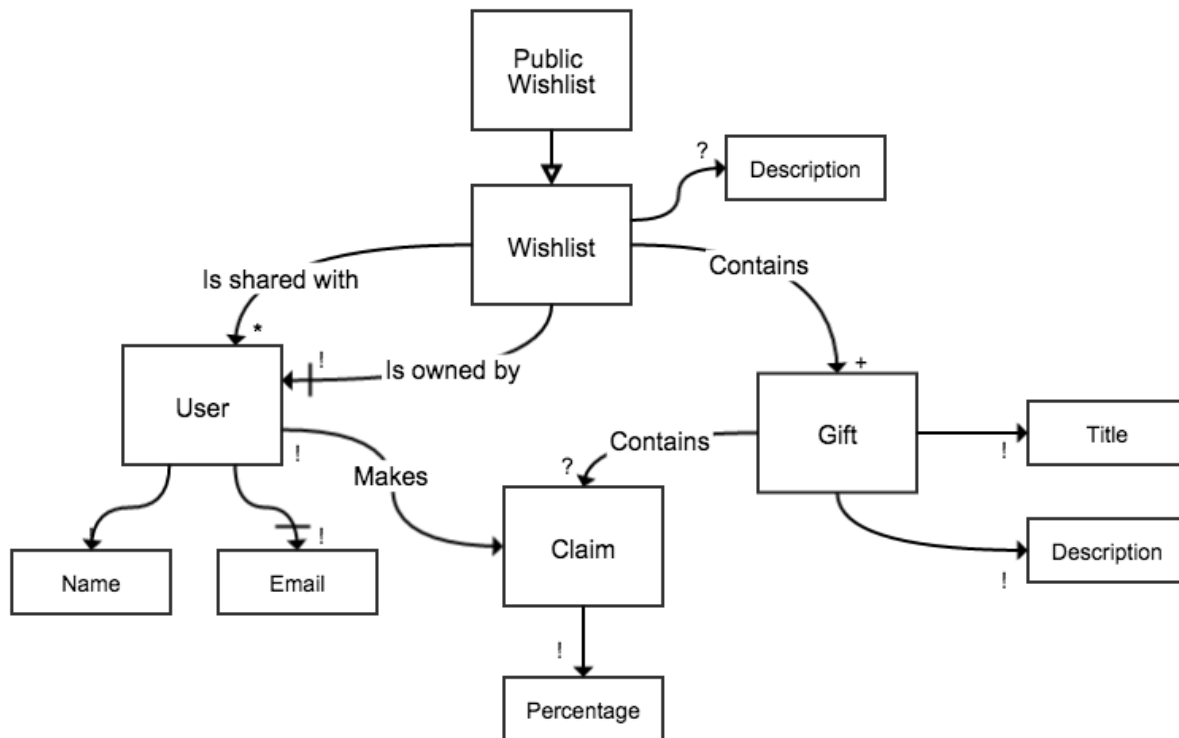 Public
Wishlist
?
Description
Wishlist
Contains
Is shared with
*
!
Is owned by
+
User
!
Gift
!
Title
Contains
?
Makes
Claim
!
Description
!
!
Name
Email
!
Percentage